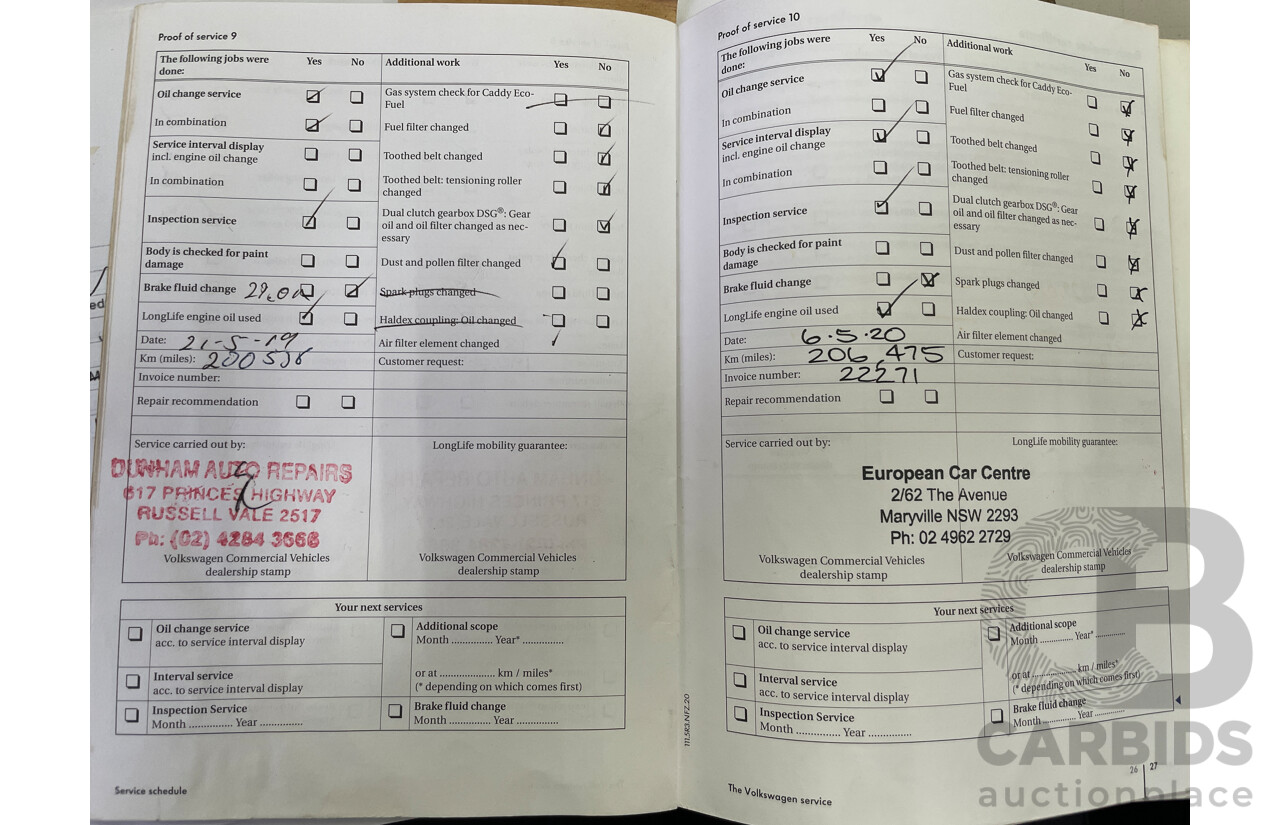 Proof of service 9
The following jobs were done: Yes No
Oil change service
In combination
Service interval display
incl. engine oil change
In combination
Inspection service
Body is checked for paint
damage
Brake fluid change
LongLife engine oil used
Date: 21-5-19
Km (miles): 200536
Invoice number:
Repair recommendation
Additional work Yes No
Gas system check for Caddy Eco-
Fuel
Fuel filter changed
Toothed belt changed
Toothed belt: tensioning roller
changed
Dual clutch gearbox DSG®: Gear
oil and oil filter changed as nec-
essary
Dust and pollen filter changed
Spark plugs changed
Haldex coupling: Oil changed
Air filter element changed
Customer request:
Service carried out by:
DUNHAM AUTO REPAIRS
617 PRINCES HIGHWAY
RUSSELL VALE 2517
Ph: (02) 4284 3668
Volkswagen Commercial Vehicles
dealership stamp
LongLife mobility guarantee:
Volkswagen Commercial Vehicles
dealership stamp
Your next services
Oil change service
acc. to service interval display
Interval service
acc. to service interval display
Inspection Service
Month .............. Year ..............
Additional scope
Month ............. Year* .............
or at .................... km / miles*
(* depending on which comes first)
Brake fluid change
Month .............. Year ..............
Service schedule
111.5R3.NFZ.20
Proof of service 10
The following jobs were
done: Yes No
Oil change service
In combination
Service interval display
incl. engine oil change
In combination
Inspection service
Body is checked for paint
damage
Brake fluid change
LongLife engine oil used
Date: 6.5.20
Km (miles): 206,475
Invoice number: 22271
Repair recommendation
Additional work Yes No
Gas system check for Caddy Eco-
Fuel
Fuel filter changed
Toothed belt changed
Toothed belt: tensioning roller
changed
Dual clutch gearbox DSG®: Gear
oil and oil filter changed as nec-
essary
Dust and pollen filter changed
Spark plugs changed
Haldex coupling: Oil changed
Air filter element changed
Customer request:
Service carried out by:
LongLife mobility guarantee:
European Car Centre
2/62 The Avenue
Maryville NSW 2293
Ph: 02 4962 2729
Volkswagen Commercial Vehicles
dealership stamp
Volkswagen Commercial Vehicles
dealership stamp
Your next services
Oil change service
acc. to service interval display
Interval service
acc. to service interval display
Inspection Service
Month .............. Year ..............
Additional scope
Month ............. Year* .............
or at .................... km / miles*
(* depending on which comes first)
Brake fluid change
Month .............. Year ..............
The Volkswagen service
26 27
CARBIDS
auctionplace